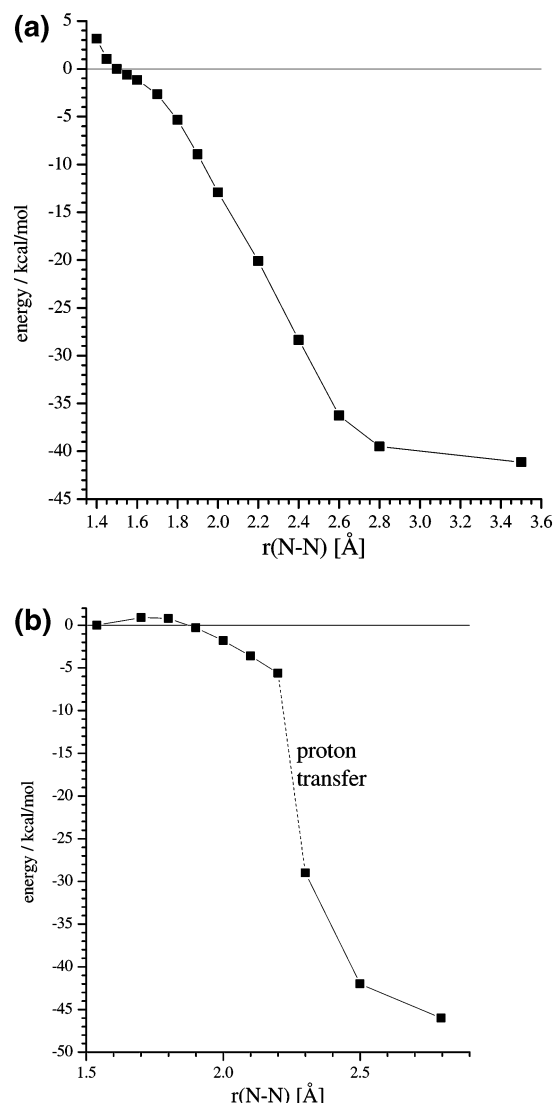 (a)
5
0
-5
-10
-15
-20
-25
-30
-35
-40
-45
energy / kcal/mol
1.4 1.6 1.8 2.0 2.2 2.4 2.6 2.8 3.0 3.2 3.4 3.6
r(N-N) [Å]
(b)
0
-5
-10
-15
-20
-25
-30
-35
-40
-45
-50
energy / kcal/mol
proton
transfer
1.5 2.0 2.5
r(N-N) [Å]